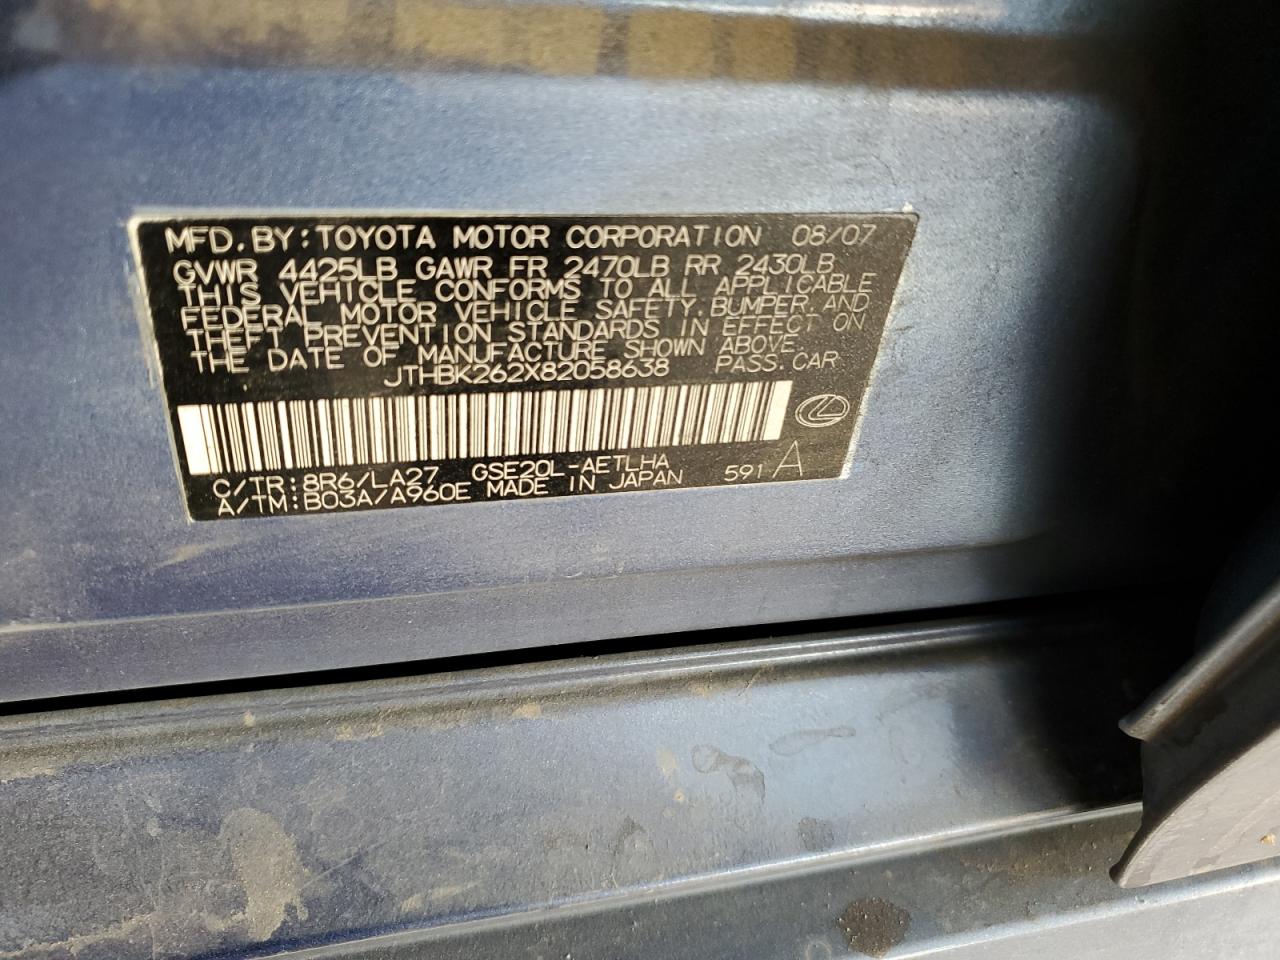 MFD. BY: TOYOTA MOTOR CORPORATION 08/07
GVWR 4425LB GAWR FR 2470LB RR 2430LB
THIS VEHICLE CONFORMS TO ALL APPLICABLE
FEDERAL MOTOR VEHICLE SAFETY, BUMPER, AND
THEFT PREVENTION STANDARDS IN EFFECT ON
THE DATE OF MANUFACTURE SHOWN ABOVE.
JTHBK262X82058638 PASS. CAR
C/TR: 8R6/LA27 GSE20L-AETLHA 591 A
A/TM: B03A/A960E MADE IN JAPAN